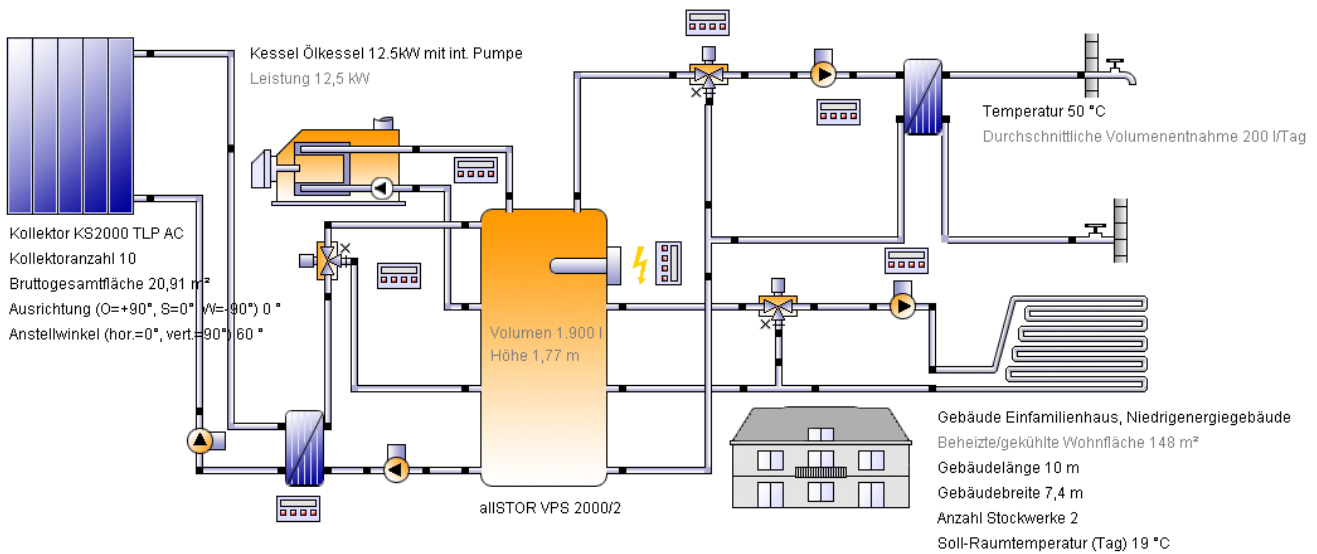 Kessel Ölkessel 12.5kW mit int. Pumpe
Leistung 12,5 kW
Temperatur 50 °C
Durchschnittliche Volumenentnahme 200 l/Tag
Kollektor KS2000 TLP AC
Kollektoranzahl 10
Bruttogesamtfläche 20,91 m²
Ausrichtung (O=+90°, S=0°, W=-90°) 0 °
Anstellwinkel (hor.=0°, vert.=90°) 60 °
Volumen 1.900 l
Höhe 1,77 m
allSTOR VPS 2000/2
Gebäude Einfamilienhaus, Niedrigenergiegebäude
Beheizte/gekühlte Wohnfläche 148 m²
Gebäudelänge 10 m
Gebäudebreite 7,4 m
Anzahl Stockwerke 2
Soll-Raumtemperatur (Tag) 19 °C